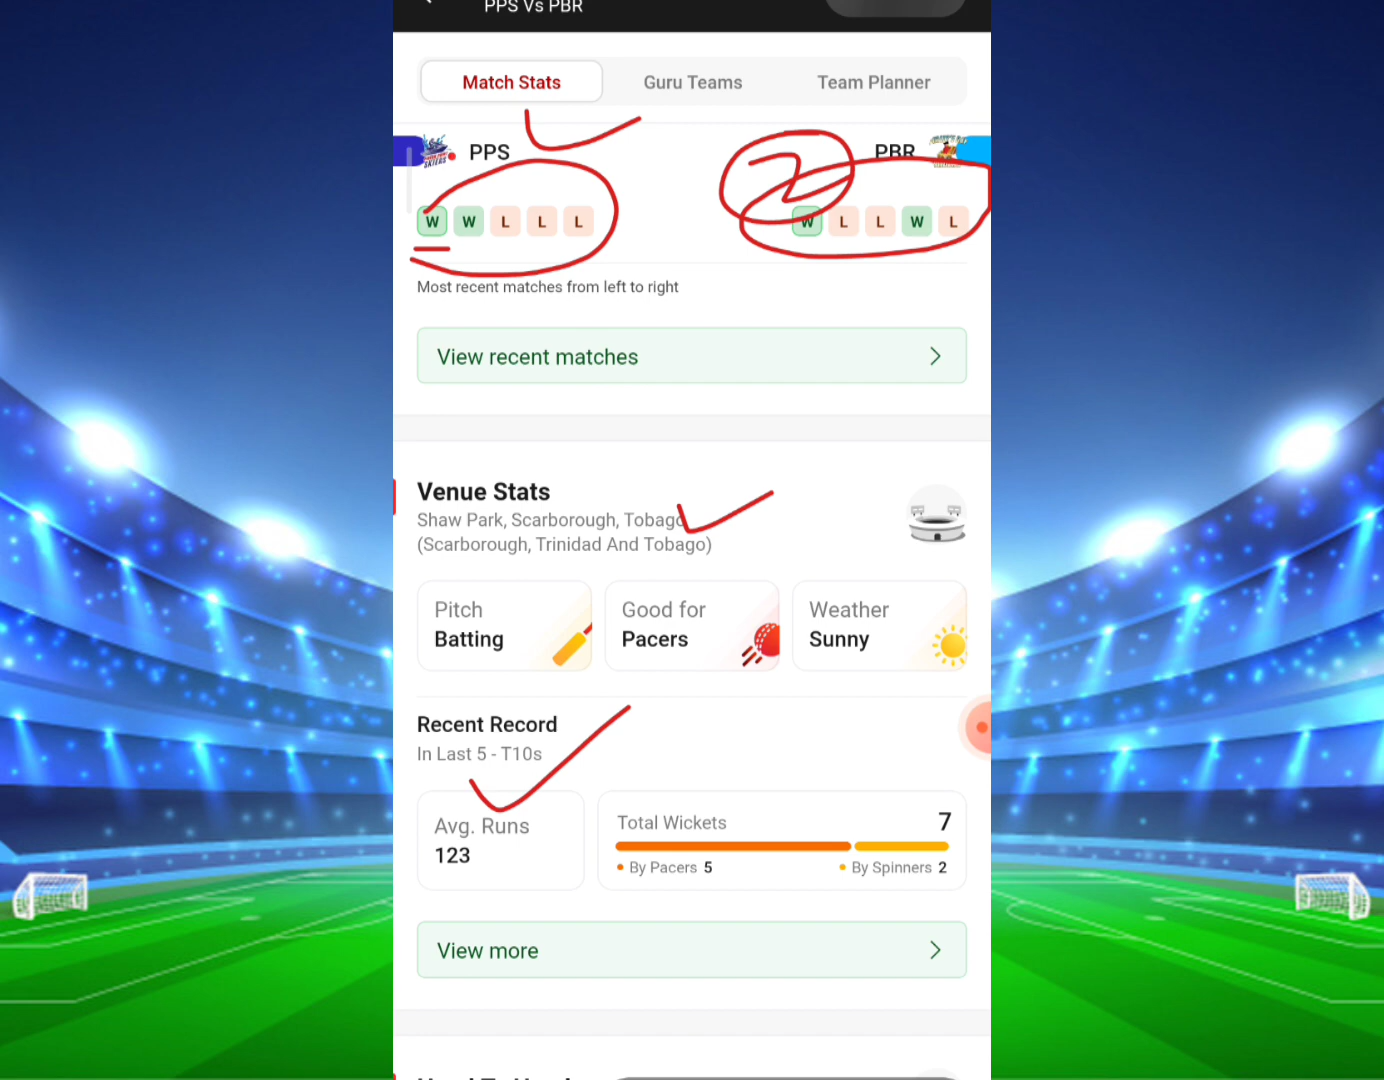 PPS Vs PBR
Match Stats Guru Teams Team Planner
PPS PBR
SKIERS
W W L L L W L L W L
2
Most recent matches from left to right
View recent matches
Venue Stats
Shaw Park, Scarborough, Tobago
(Scarborough, Trinidad And Tobago)
Pitch Good for Weather
Batting Pacers Sunny
Recent Record
In Last 5 - T10s
Avg. Runs
123
Total Wickets 7
By Pacers 5 By Spinners 2
View more